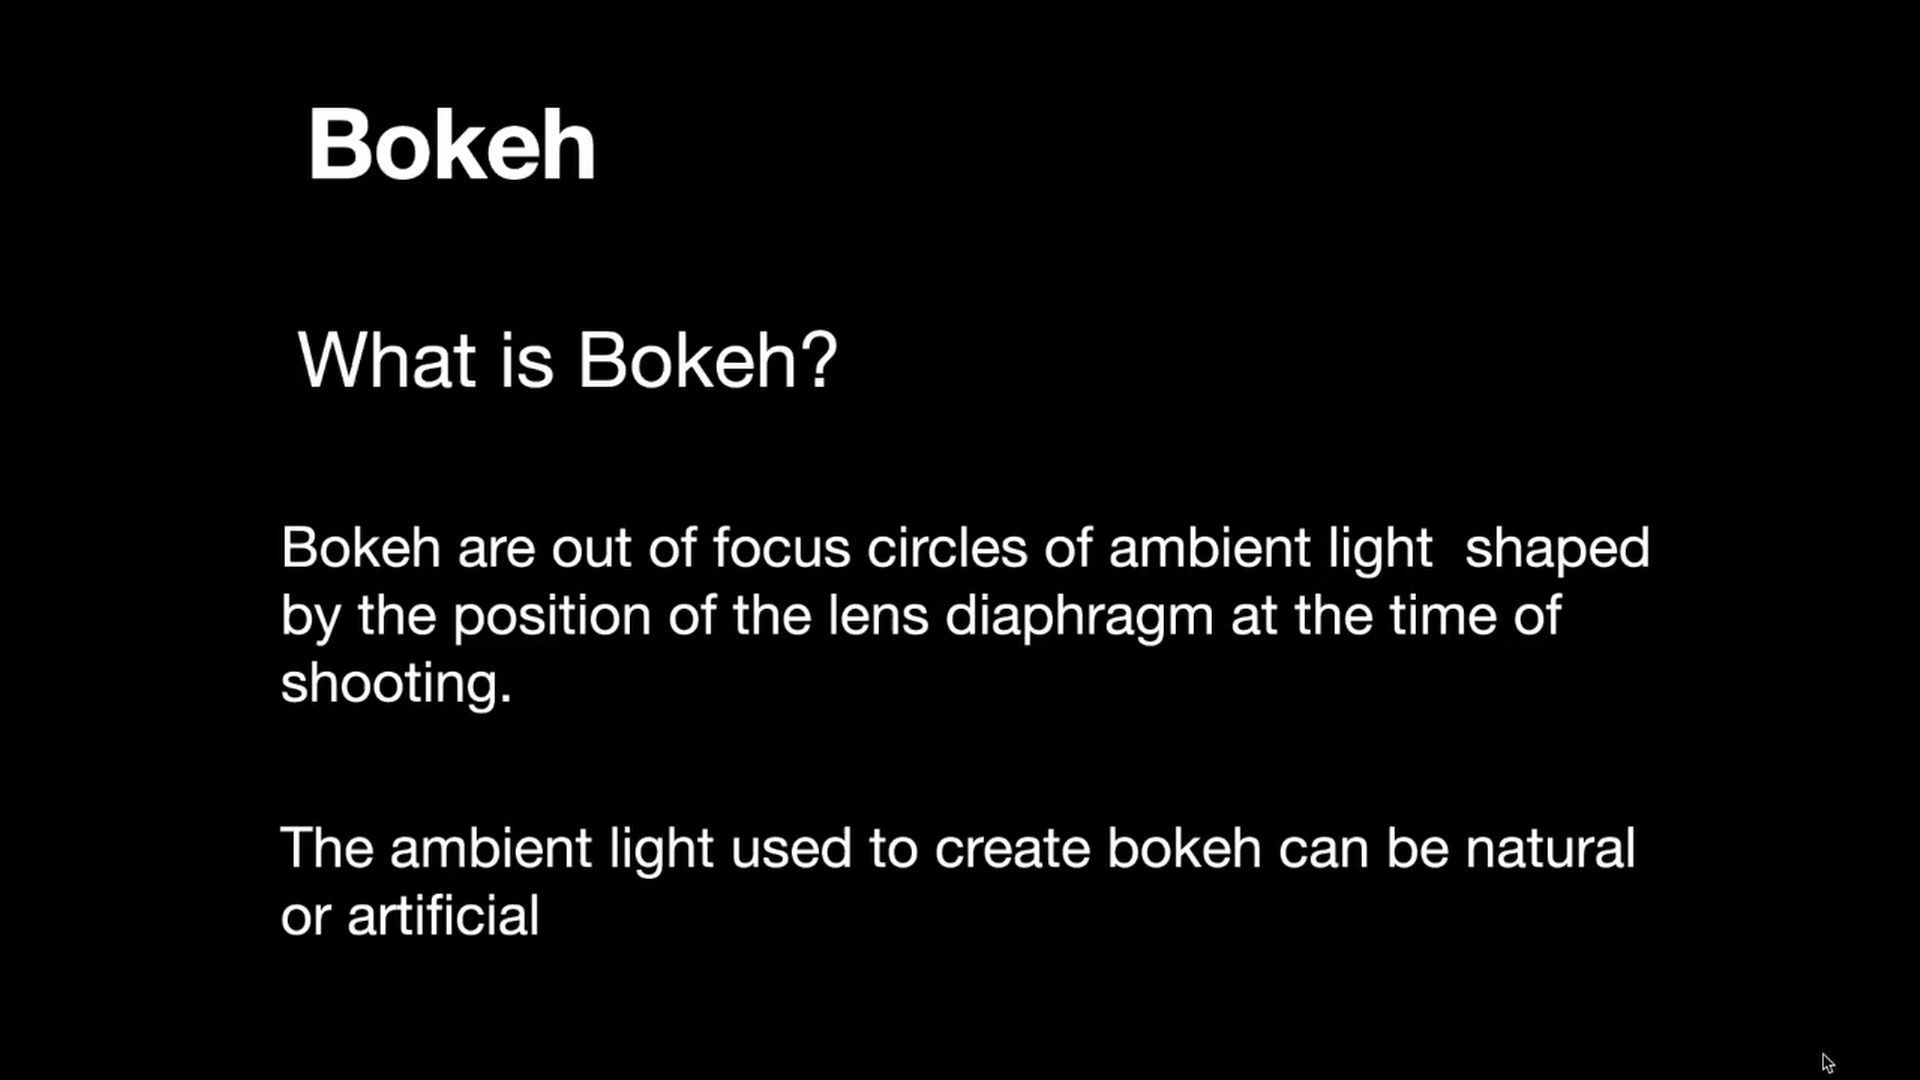 Bokeh
What is Bokeh?
Bokeh are out of focus circles of ambient light  shaped
by the position of the lens diaphragm at the time of
shooting.
The ambient light used to create bokeh can be natural
or artificial